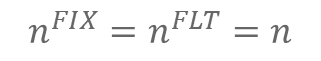 n^{FIX} = n^{FLT} = n